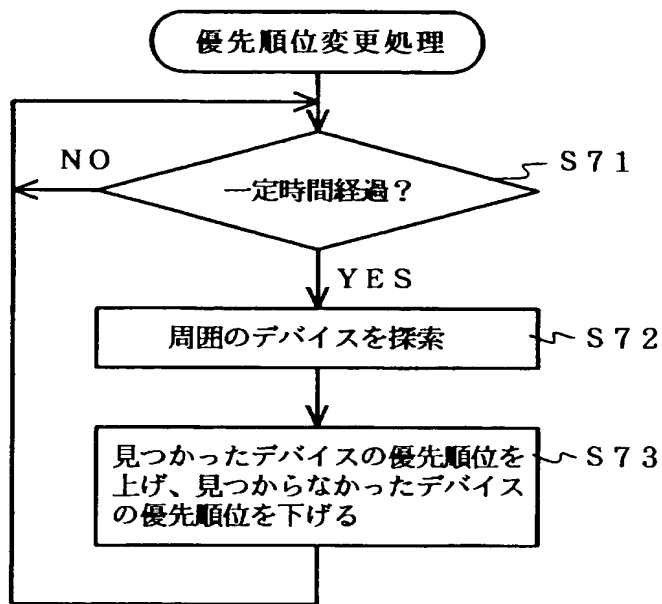 優先順位変更処理
NO
一定時間経過？
S71
YES
周囲のデバイスを探索
S72
見つかったデバイスの優先順位を
上げ、見つからなかったデバイス
の優先順位を下げる
S73